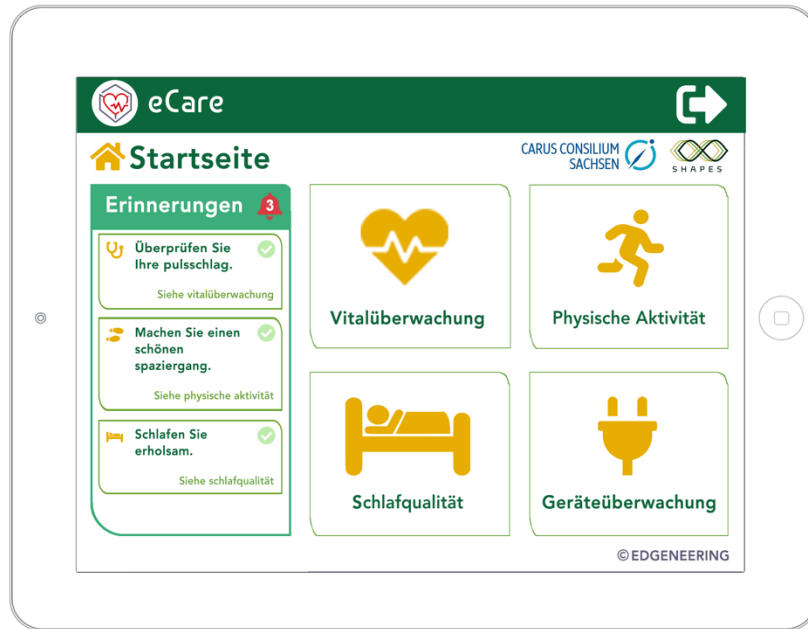 eCare
Startseite
CARUS CONSILIUM
SACHSEN
SHAPES
Erinnerungen
3
Überprüfen Sie
Ihre pulsschlag.
Siehe vitalüberwachung
Machen Sie einen
schönen
spaziergang.
Siehe physische aktivität
Schlafen Sie
erholsam.
Siehe schlafqualität
Vitalüberwachung
Physische Aktivität
Schlafqualität
Geräteüberwachung
©EDGENEERING